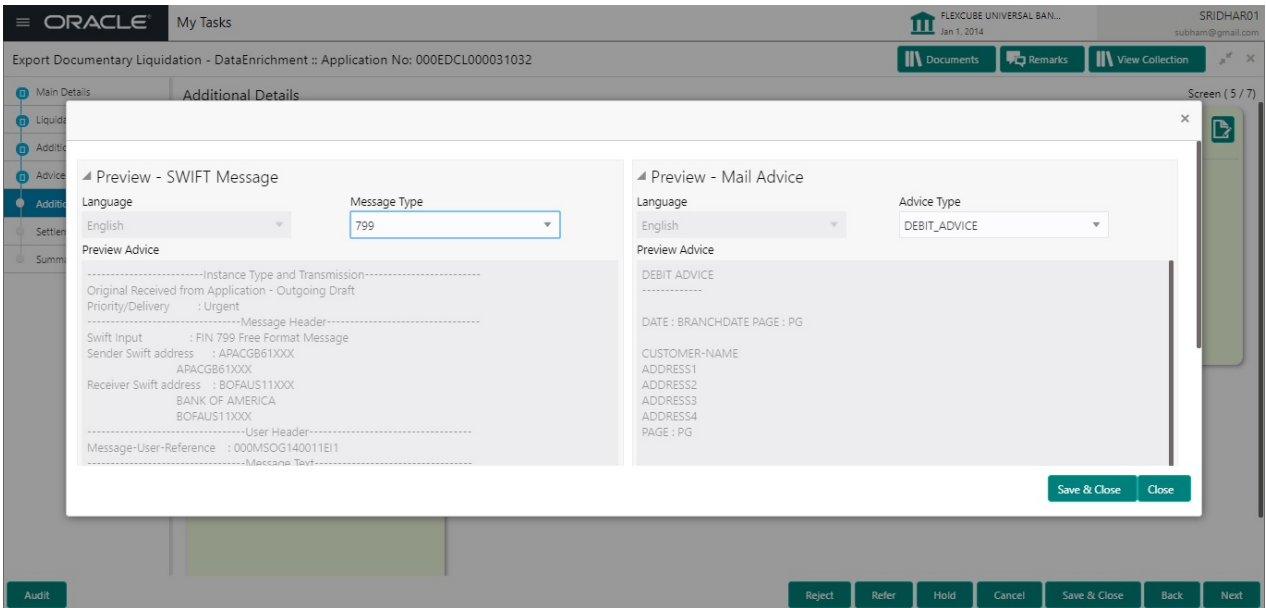 ORACLE
My Tasks
FLEXCUBE UNIVERSAL BAN...
Jan 1, 2014
SRIDHAR01
subham@gmail.com
Export Documentary Liquidation - DataEnrichment :: Application No: 000EDCL000031032
Documents
Remarks
View Collection
Main Details
Liquida
Additio
Advice
Additio
Settlem
Summa
Additional Details
Screen ( 5 / 7)
Preview - SWIFT Message
Language
Message Type
English
799
Preview Advice
-------------------------Instance Type and Transmission-------------------------
Original Received from Application - Outgoing Draft
Priority/Delivery : Urgent
---------------------------------Message Header---------------------------------
Swift Input : FIN 799 Free Format Message
Sender Swift address : APACGB61XXX
APACGB61XXX
Receiver Swift address : BOFAUS11XXX
BANK OF AMERICA
BOFAUS11XXX
----------------------------------User Header-----------------------------------
Message-User-Reference : 000MSOG140011EI1
----------------------------------Message Text----------------------------------
Preview - Mail Advice
Language
Advice Type
English
DEBIT_ADVICE
Preview Advice
DEBIT ADVICE
-------------
DATE : BRANCHDATE PAGE : PG
CUSTOMER-NAME
ADDRESS1
ADDRESS2
ADDRESS3
ADDRESS4
PAGE : PG
Save & Close
Close
Audit
Reject
Refer
Hold
Cancel
Save & Close
Back
Next